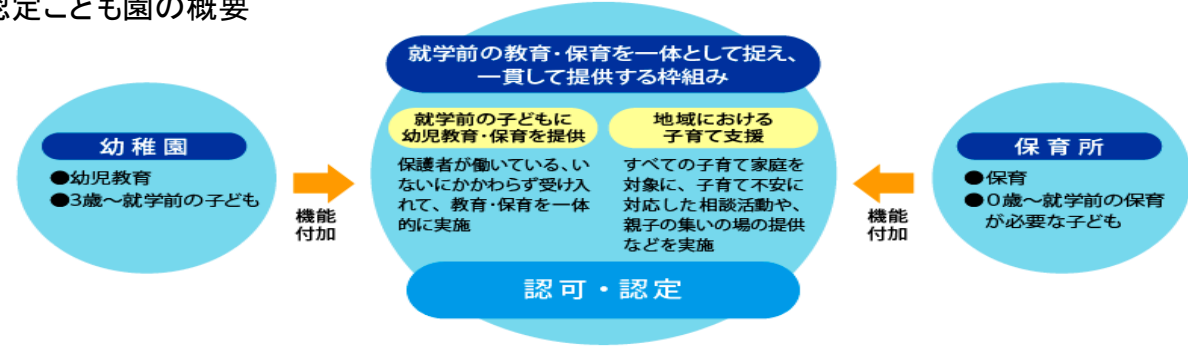 認定こども園の概要
就学前の教育・保育を一体として捉え、
一貫して提供する枠組み
幼稚園
●幼児教育
●3歳～就学前の子ども
機能
付加
就学前の子どもに
幼児教育・保育を提供
保護者が働いている、い
ないにかかわらず受け入
れて、教育・保育を一体
的に実施
地域における
子育て支援
すべての子育て家庭を
対象に、子育て不安に
対応した相談活動や、
親子の集いの場の提供
などを実施
機能
付加
保育所
●保育
●０歳～就学前の保育
が必要な子ども
認可・認定